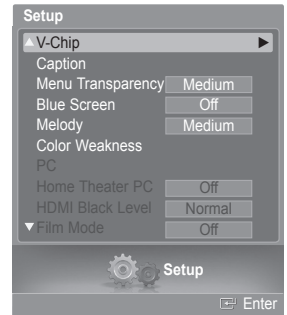 Setup
V-Chip
Caption
Menu Transparency Medium
Blue Screen Off
Melody Medium
Color Weakness
PC
Home Theater PC Off
HDMI Black Level Normal
Film Mode Off
Setup
Enter